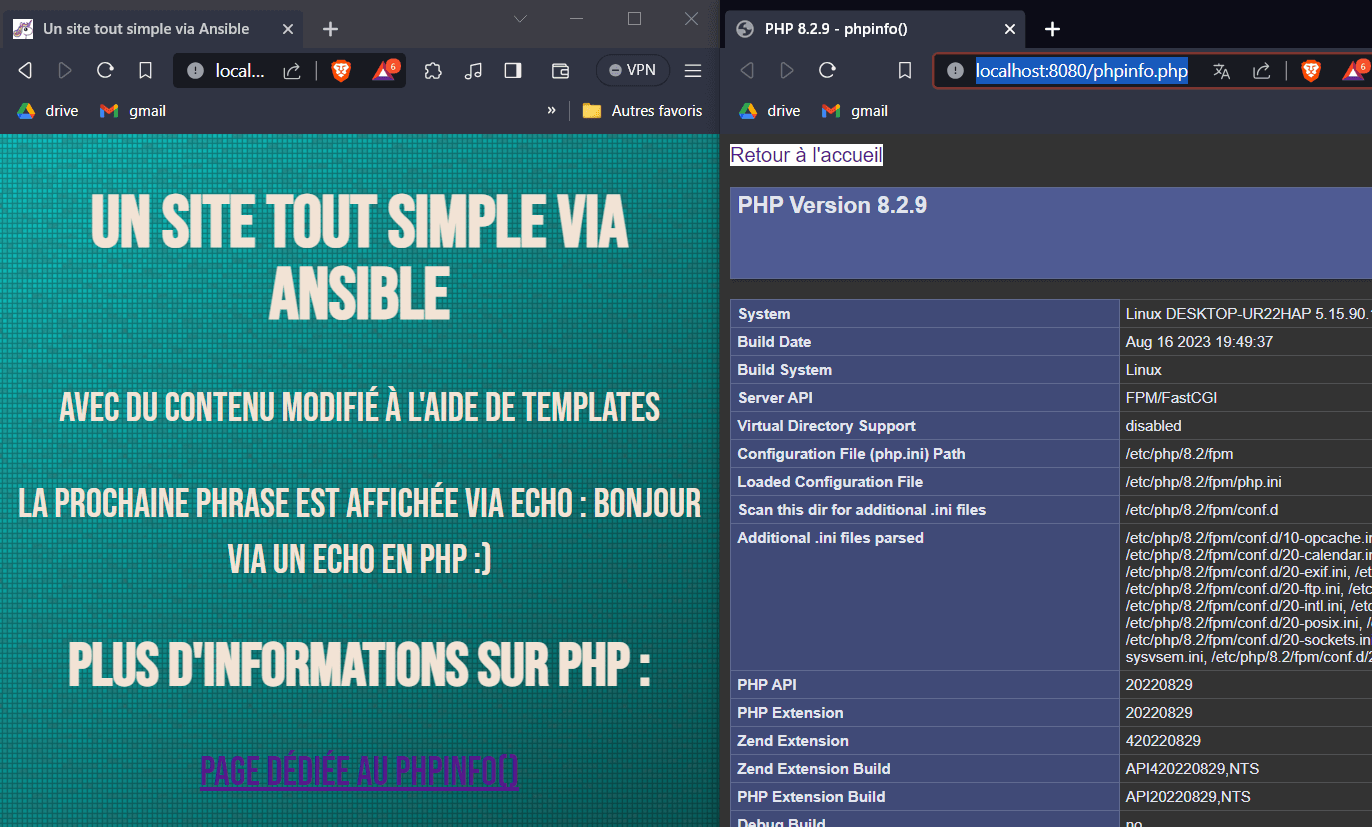 Un site tout simple via Ansible
local...
6
VPN
drive
gmail
»
Autres favoris
UN SITE TOUT SIMPLE VIA
ANSIBLE
AVEC DU CONTENU MODIFIÉ À L'AIDE DE TEMPLATES
LA PROCHAINE PHRASE EST AFFICHÉE VIA ECHO : BONJOUR
VIA UN ECHO EN PHP :)
PLUS D'INFORMATIONS SUR PHP :
PAGE DÉDIÉE AU PHPINFO()
PHP 8.2.9 - phpinfo()
localhost:8080/phpinfo.php
6
drive
gmail
Retour à l'accueil
PHP Version 8.2.9
System Linux DESKTOP-UR22HAP 5.15.90.
Build Date Aug 16 2023 19:49:37
Build System Linux
Server API FPM/FastCGI
Virtual Directory Support disabled
Configuration File (php.ini) Path /etc/php/8.2/fpm
Loaded Configuration File /etc/php/8.2/fpm/php.ini
Scan this dir for additional .ini files /etc/php/8.2/fpm/conf.d
Additional .ini files parsed /etc/php/8.2/fpm/conf.d/10-opcache.in
/etc/php/8.2/fpm/conf.d/20-calendar.in
/etc/php/8.2/fpm/conf.d/20-exif.ini, /et
/etc/php/8.2/fpm/conf.d/20-ftp.ini, /etc
/etc/php/8.2/fpm/conf.d/20-intl.ini, /etc
/etc/php/8.2/fpm/conf.d/20-posix.ini, /
/etc/php/8.2/fpm/conf.d/20-sockets.in
sysvsem.ini, /etc/php/8.2/fpm/conf.d/2
PHP API 20220829
PHP Extension 20220829
Zend Extension 420220829
Zend Extension Build API420220829,NTS
PHP Extension Build API20220829,NTS
Debug Build no